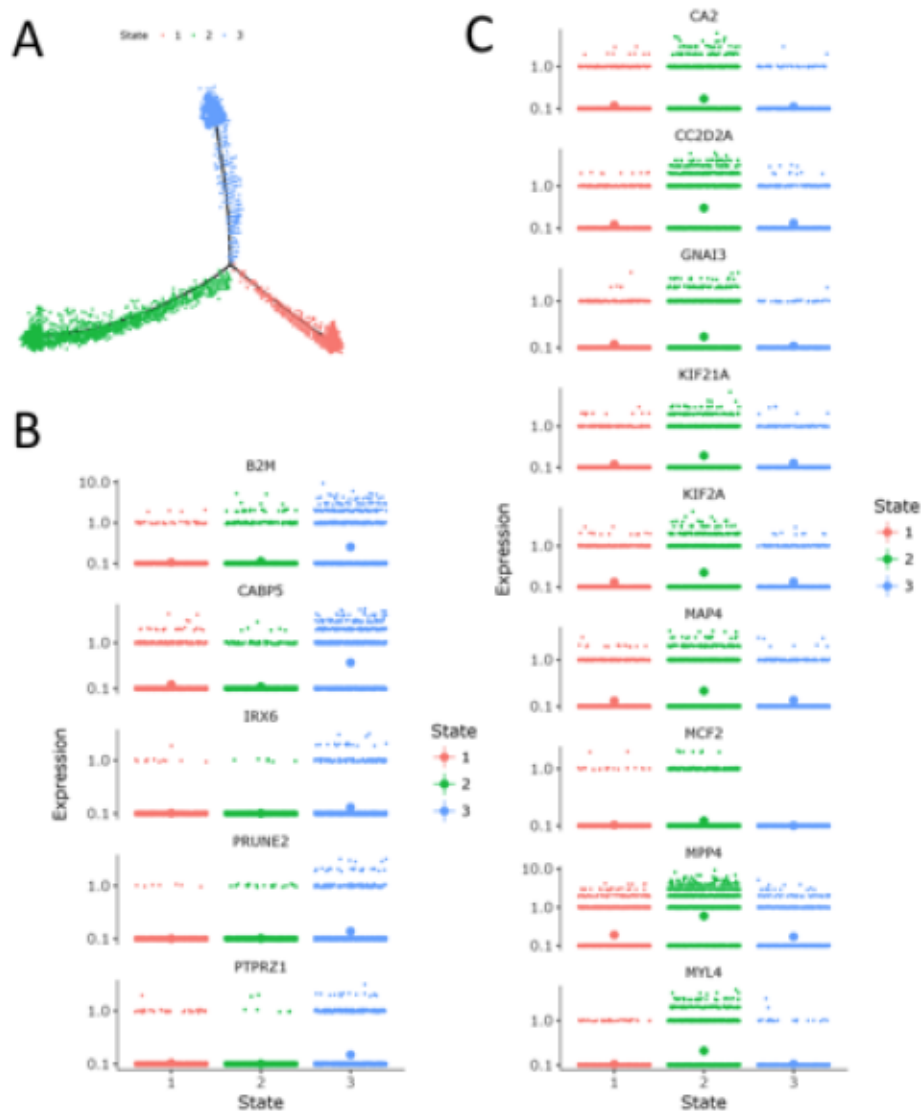 A
State 1 2 3
B
B2M
10.0
1.0
0.1
CABP5
1.0
0.1
IRX6
1.0
0.1
PRUNE2
1.0
0.1
PTPRZ1
1.0
0.1
1 2 3
State
Expression
State
1
2
3
C
CA2
1.0
0.1
CC2D2A
1.0
0.1
GNAI3
1.0
0.1
KIF21A
1.0
0.1
KIF2A
1.0
0.1
MAP4
1.0
0.1
MCF2
1.0
0.1
MPP4
10.0
1.0
0.1
MYL4
1.0
0.1
1 2 3
State
Expression
State
1
2
3